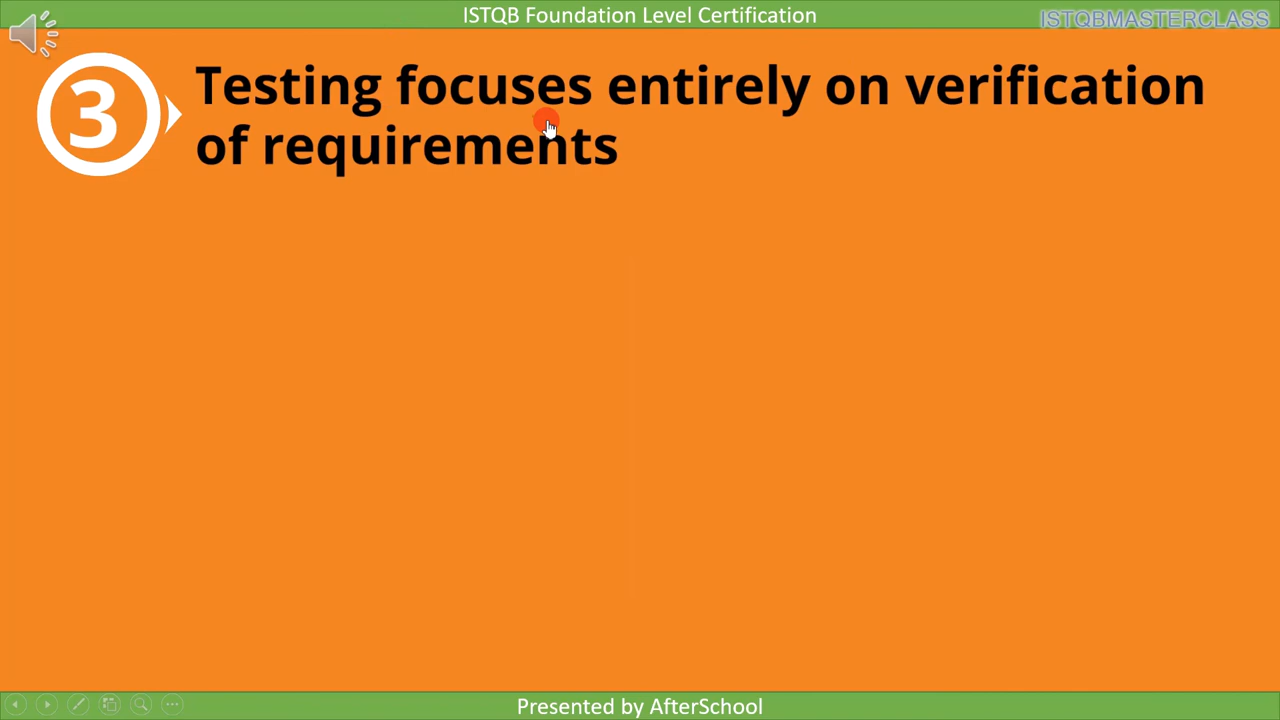 ISTQB Foundation Level Certification
ISTQBMASTERCLASS
3
Testing focuses entirely on verification
of requirements
Presented by AfterSchool